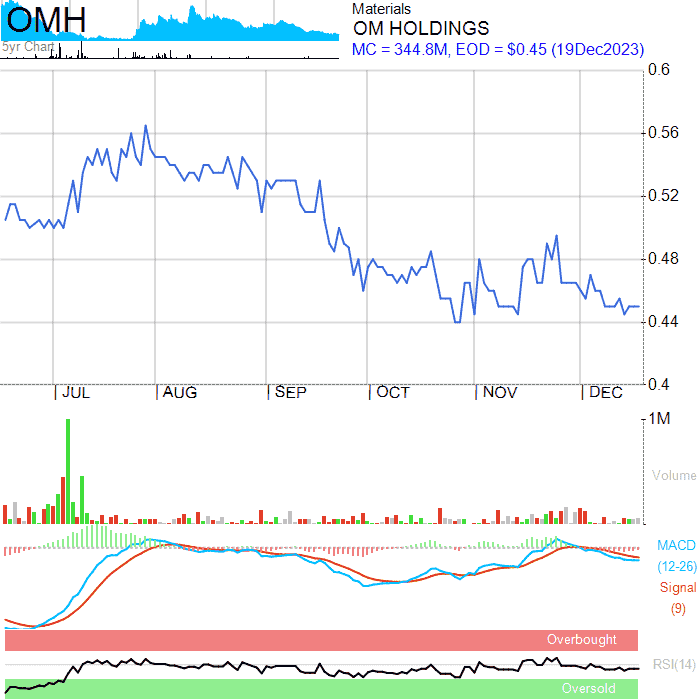 OMH
5yr Chart
Materials
OM HOLDINGS
MC = 344.8M, EOD = $0.45 (19Dec2023)
0.6
0.56
0.52
0.48
0.44
0.4
| JUL | AUG | SEP | OCT | NOV | DEC
1M
Volume
MACD
(12-26)
Signal
(9)
Overbought
RSI(14)
Oversold